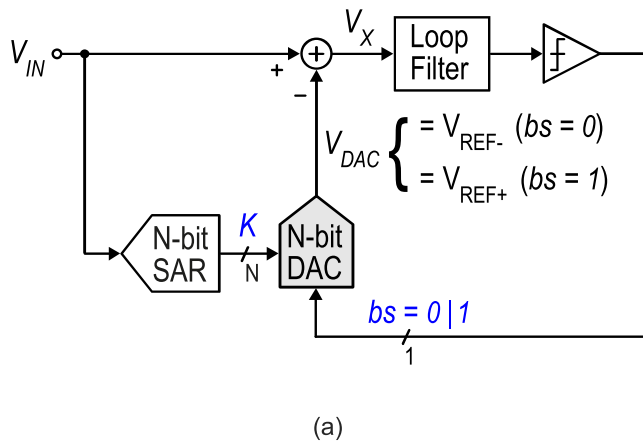 V_X
Loop
Filter
V_IN
+
+
−
V_DAC { = V_REF- (bs = 0)
= V_REF+ (bs = 1)
N-bit
SAR
K
N
N-bit
DAC
bs = 0|1
1
(a)